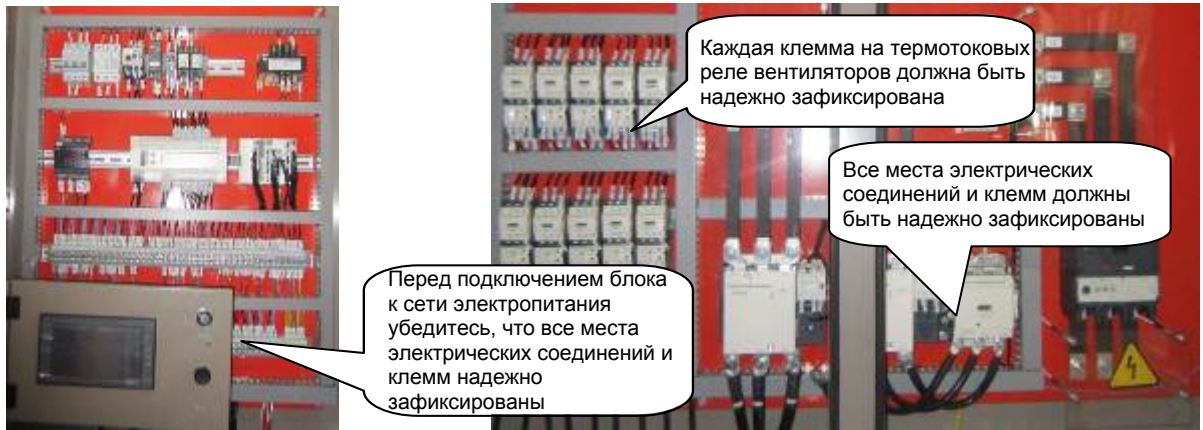 Каждая клемма на термотоковых
реле вентиляторов должна быть
надежно зафиксирована
Все места электрических
соединений и клемм должны
быть надежно зафиксированы
Перед подключением блока
к сети электропитания
убедитесь, что все места
электрических соединений и
клемм надежно
зафиксированы